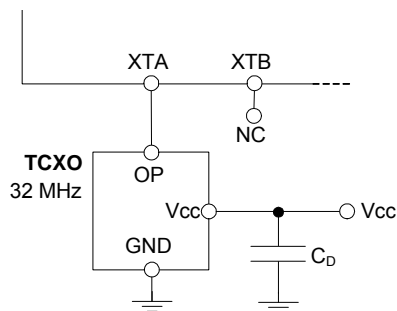 XTA XTB
NC
TCXO
32 MHz
OP
Vcc
Vcc
GND
CD